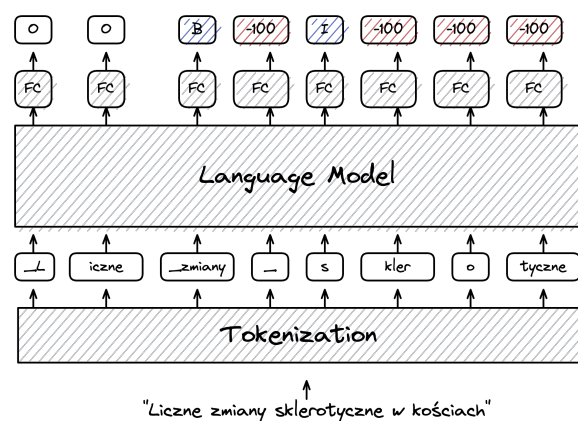 O O B -100 I -100 -100 -100
FC FC FC FC FC FC FC FC
Language Model
_L iczne _zmiany _ s kler o tyczne
Tokenization
"Liczne zmiany sklerotyczne w kościach"